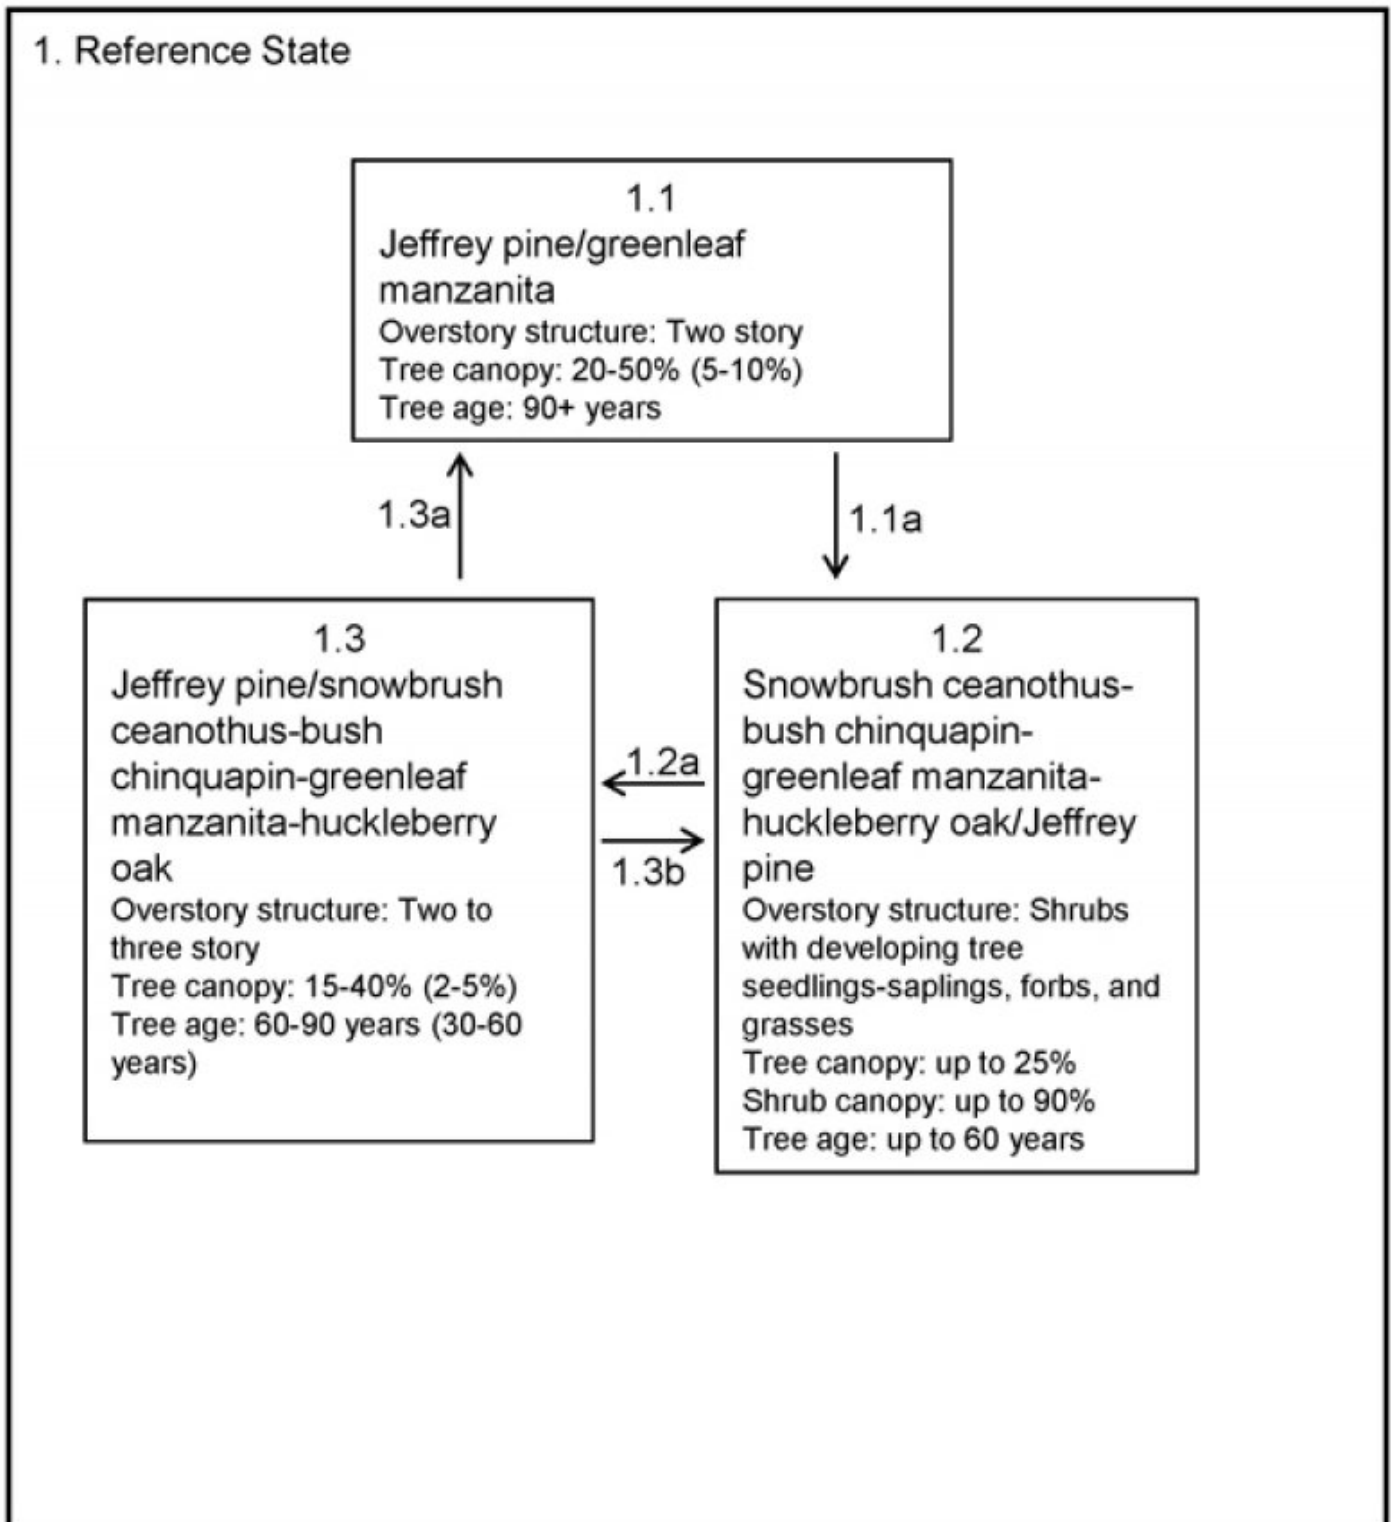 1. Reference State
1.1
Jeffrey pine/greenleaf
manzanita
Overstory structure: Two story
Tree canopy: 20-50% (5-10%)
Tree age: 90+ years
1.3a
1.1a
1.3
Jeffrey pine/snowbrush
ceanothus-bush
chinquapin-greenleaf
manzanita-huckleberry
oak
Overstory structure: Two to
three story
Tree canopy: 15-40% (2-5%)
Tree age: 60-90 years (30-60
years)
1.2a
1.3b
1.2
Snowbrush ceanothus-
bush chinquapin-
greenleaf manzanita-
huckleberry oak/Jeffrey
pine
Overstory structure: Shrubs
with developing tree
seedlings-saplings, forbs, and
grasses
Tree canopy: up to 25%
Shrub canopy: up to 90%
Tree age: up to 60 years